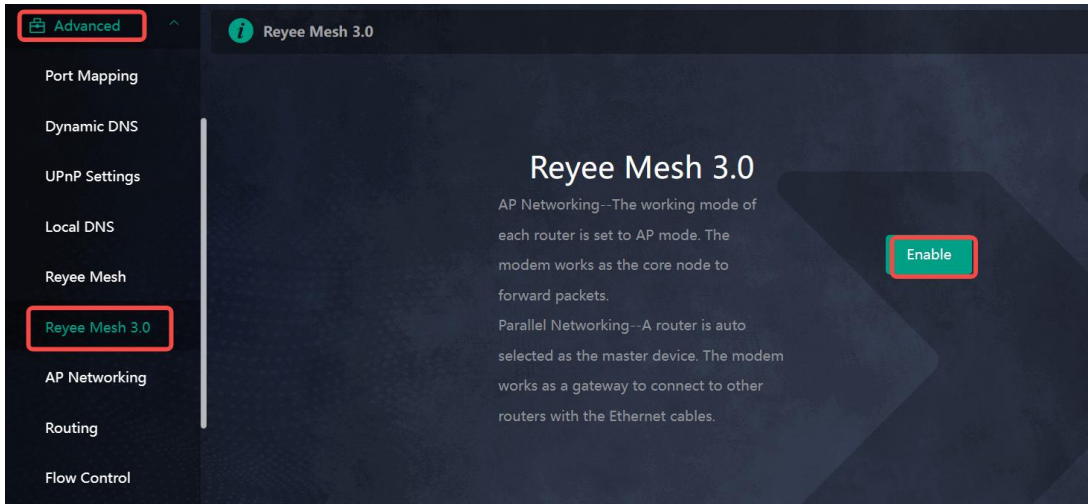 Advanced
Port Mapping
Dynamic DNS
UPnP Settings
Local DNS
Reyee Mesh
Reyee Mesh 3.0
AP Networking
Routing
Flow Control
Reyee Mesh 3.0
Reyee Mesh 3.0
AP Networking--The working mode of
each router is set to AP mode. The
modem works as the core node to
forward packets.
Parallel Networking--A router is auto
selected as the master device. The modem
works as a gateway to connect to other
routers with the Ethernet cables.
Enable